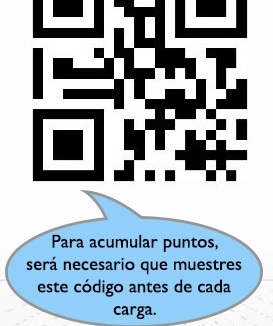 Para acumular puntos,
será necesario que muestres
este código antes de cada
carga.